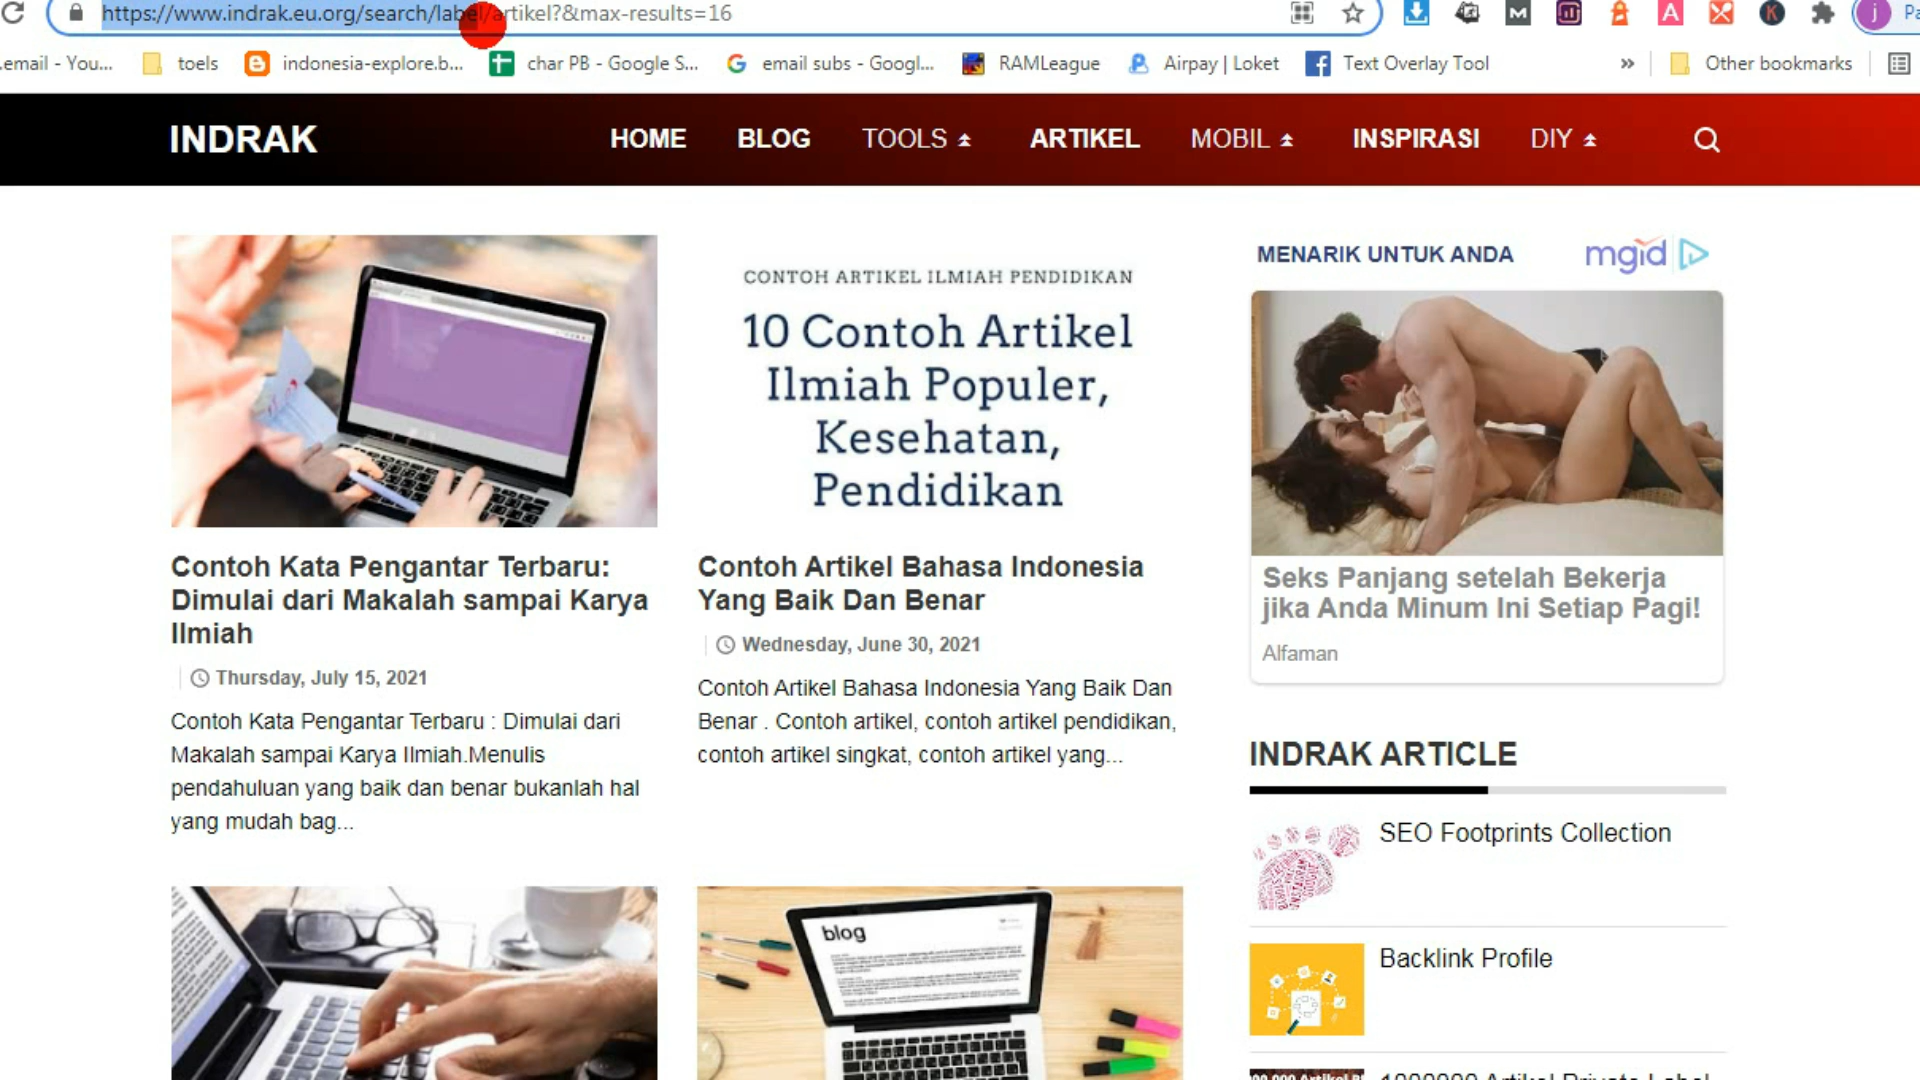 https://www.indrak.eu.org/search/label/artikel?&max-results=16
.email - You...
toels
indonesia-explore.b...
char PB - Google S...
email subs - Googl...
RAMLeague
Airpay | Loket
Text Overlay Tool
»
Other bookmarks
INDRAK
HOME
BLOG
TOOLS
ARTIKEL
MOBIL
INSPIRASI
DIY
CONTOH ARTIKEL ILMIAH PENDIDIKAN
10 Contoh Artikel
Ilmiah Populer,
Kesehatan,
Pendidikan
Contoh Kata Pengantar Terbaru:
Dimulai dari Makalah sampai Karya
Ilmiah
Thursday, July 15, 2021
Contoh Kata Pengantar Terbaru : Dimulai dari
Makalah sampai Karya Ilmiah.Menulis
pendahuluan yang baik dan benar bukanlah hal
yang mudah bag...
Contoh Artikel Bahasa Indonesia
Yang Baik Dan Benar
Wednesday, June 30, 2021
Contoh Artikel Bahasa Indonesia Yang Baik Dan
Benar . Contoh artikel, contoh artikel pendidikan,
contoh artikel singkat, contoh artikel yang...
blog
MENARIK UNTUK ANDA
mgid
Seks Panjang setelah Bekerja
jika Anda Minum Ini Setiap Pagi!
Alfaman
INDRAK ARTICLE
SEO Footprints Collection
Backlink Profile
1000000 Artikel Private Label